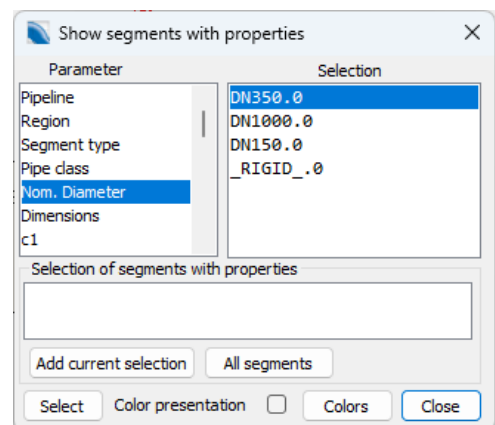 Show segments with properties
Parameter
Selection
Pipeline
Region
Segment type
Pipe class
Nom. Diameter
Dimensions
c1
DN350.0
DN1000.0
DN150.0
_RIGID_.0
Selection of segments with properties
Add current selection
All segments
Select
Color presentation
Colors
Close